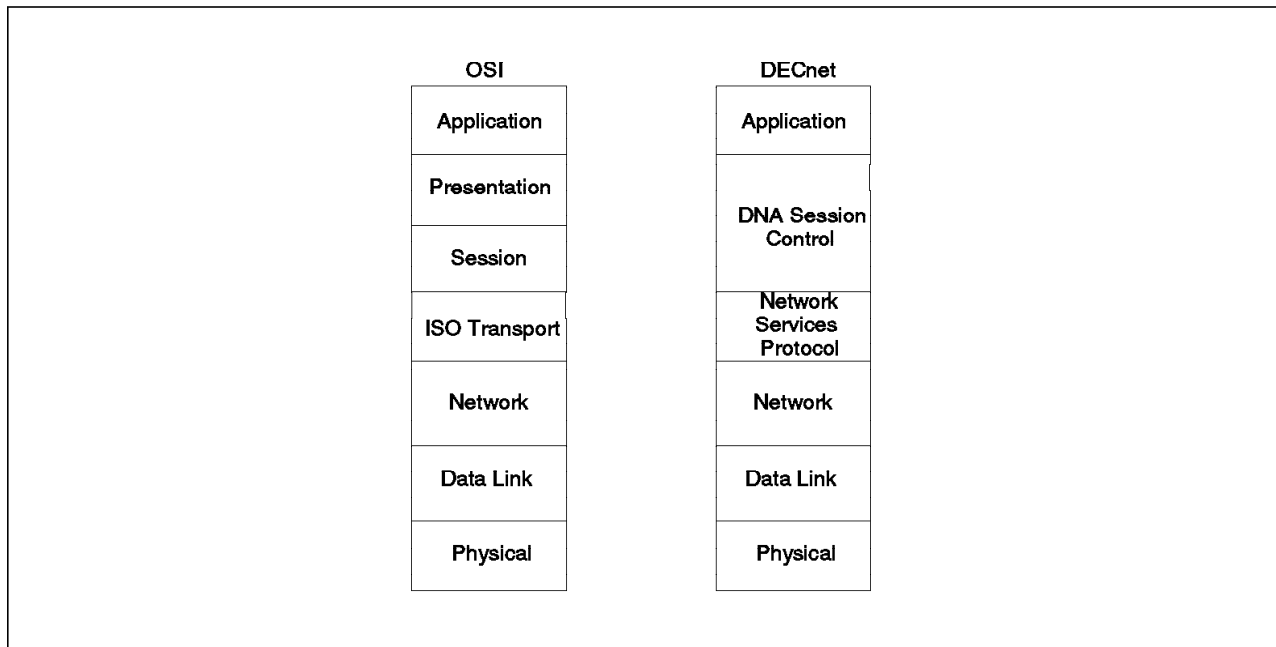 OSI
Application
Presentation
Session
ISO Transport
Network
Data Link
Physical
DECnet
Application
DNA Session
Control
Network
Services
Protocol
Network
Data Link
Physical